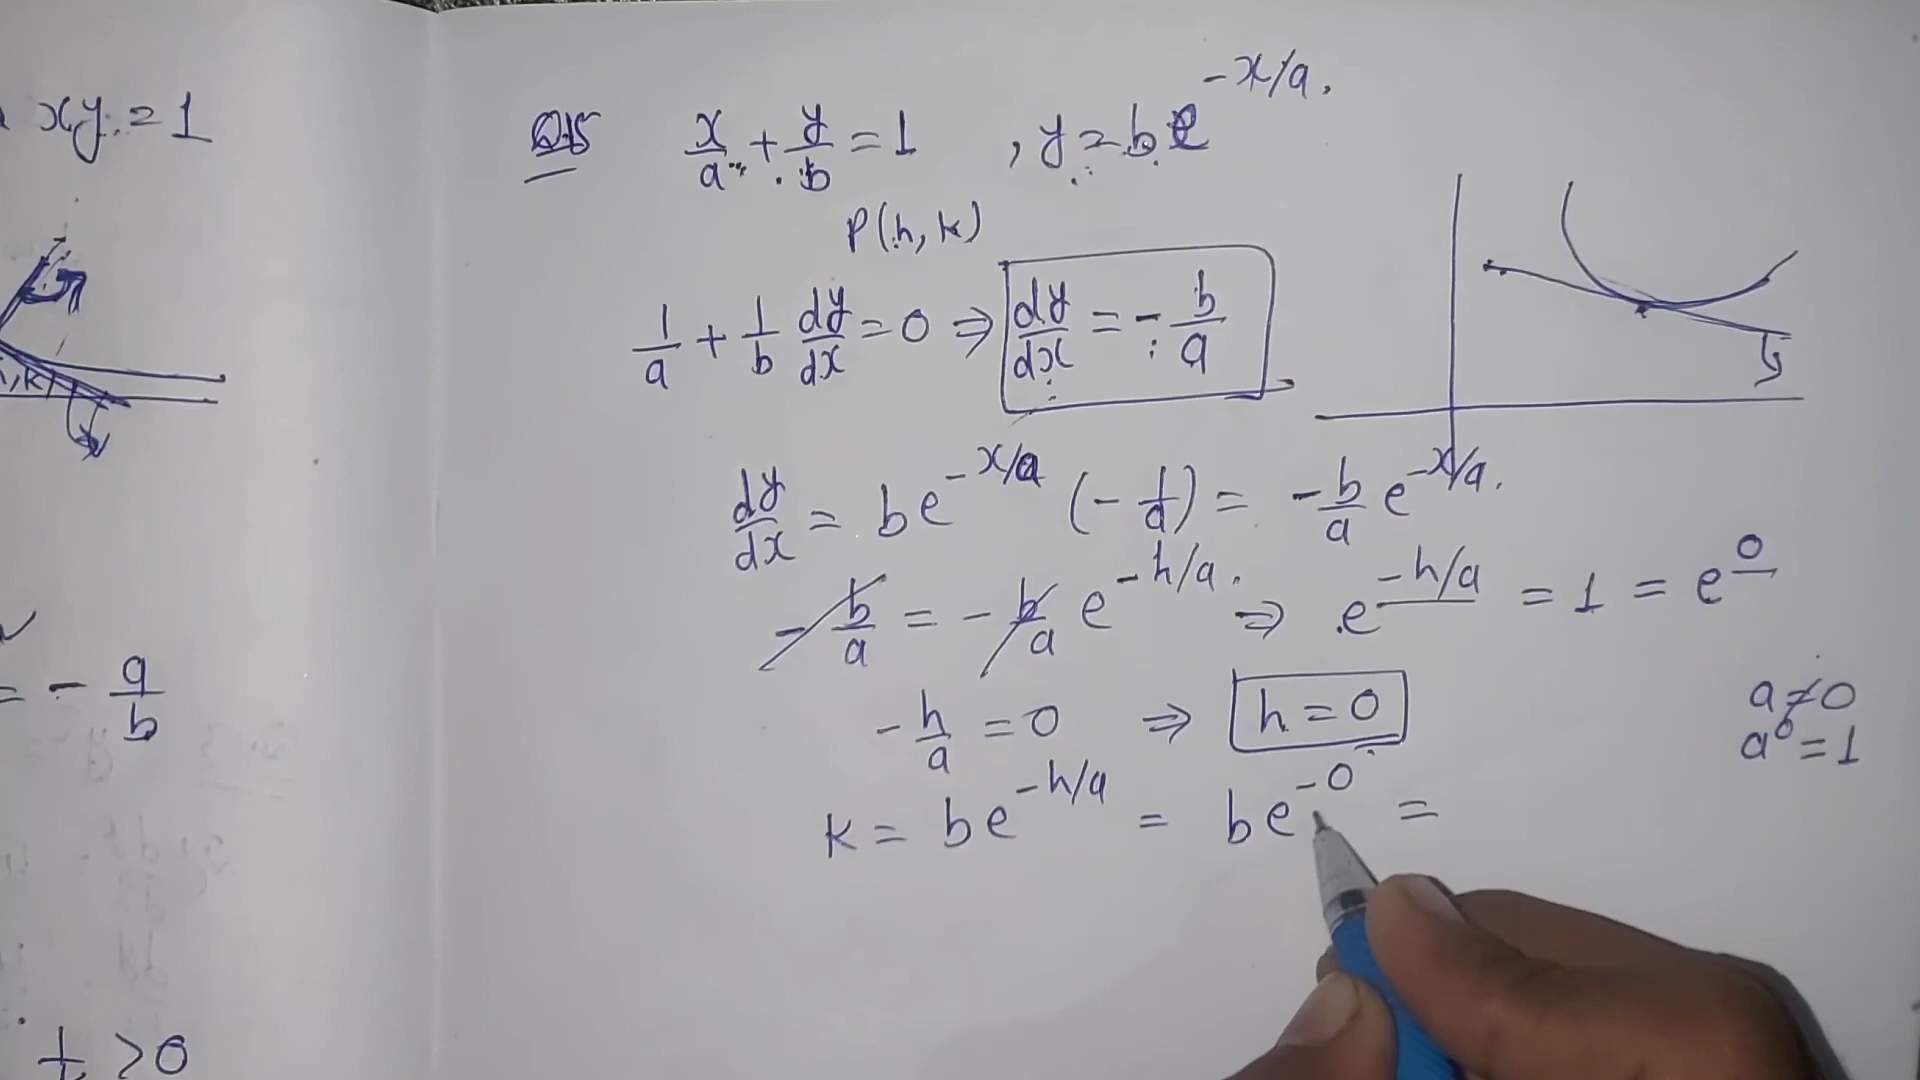 xy = 1
Q15 x/a + y/b = 1 , y = be^-x/a.
P(h, k)
1/a + 1/b dy/dx = 0 ⇒ dy/dx = - b/a
dy/dx = be^-x/a (- 1/a) = - b/a e^-x/a.
- b/a = - b/a e^-h/a. ⇒ e^-h/a = 1 = e^0
- h/a = 0 ⇒ h = 0
a ≠ 0
a^0 = 1
k = be^-h/a = be^-0 =
, k)
= - a/b
> 0